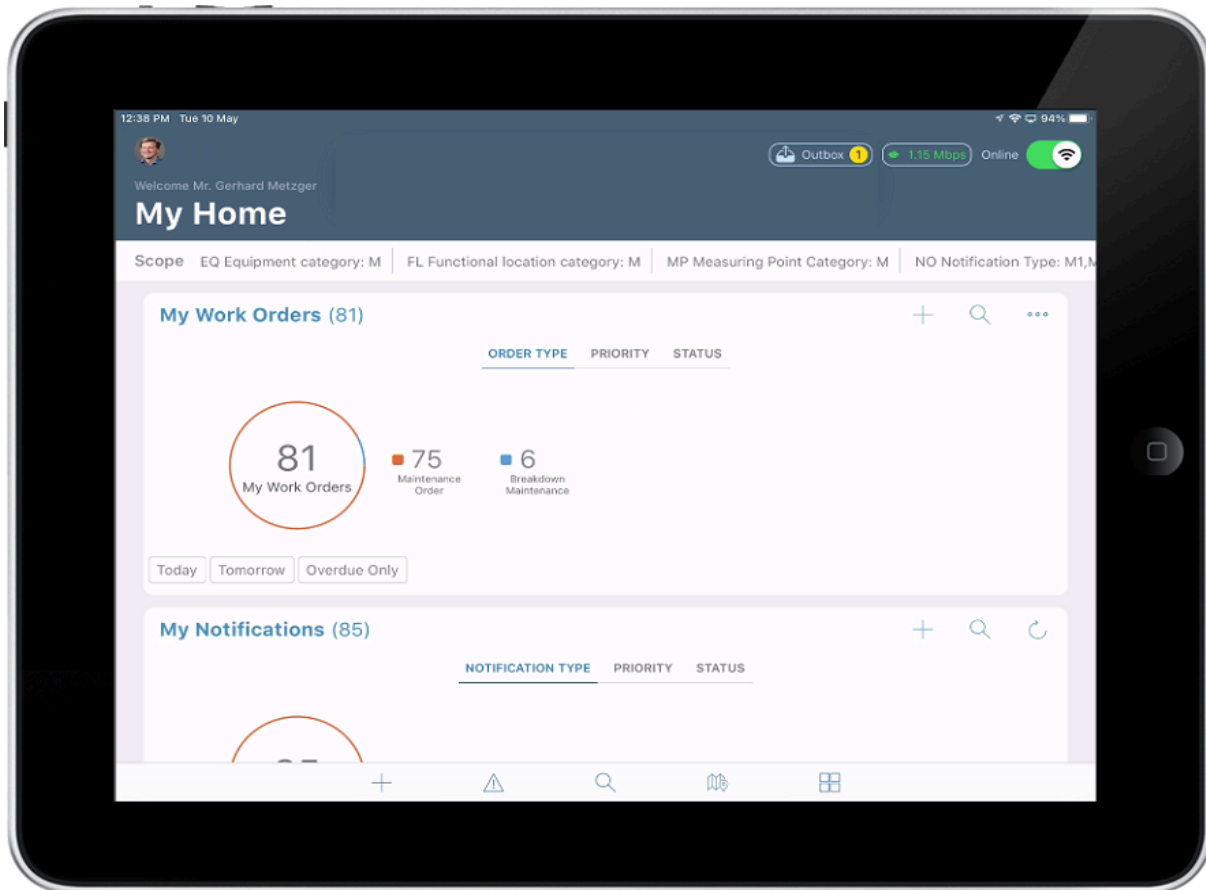 12:38 PM Tue 10 May
94%
Outbox 1
1.15 Mbps
Online
Welcome Mr. Gerhard Metzger
My Home
Scope EQ Equipment category: M FL Functional location category: M MP Measuring Point Category: M NO Notification Type: M1,
My Work Orders (81)
ORDER TYPE PRIORITY STATUS
81
My Work Orders
75
Maintenance
Order
6
Breakdown
Maintenance
Today Tomorrow Overdue Only
My Notifications (85)
NOTIFICATION TYPE PRIORITY STATUS